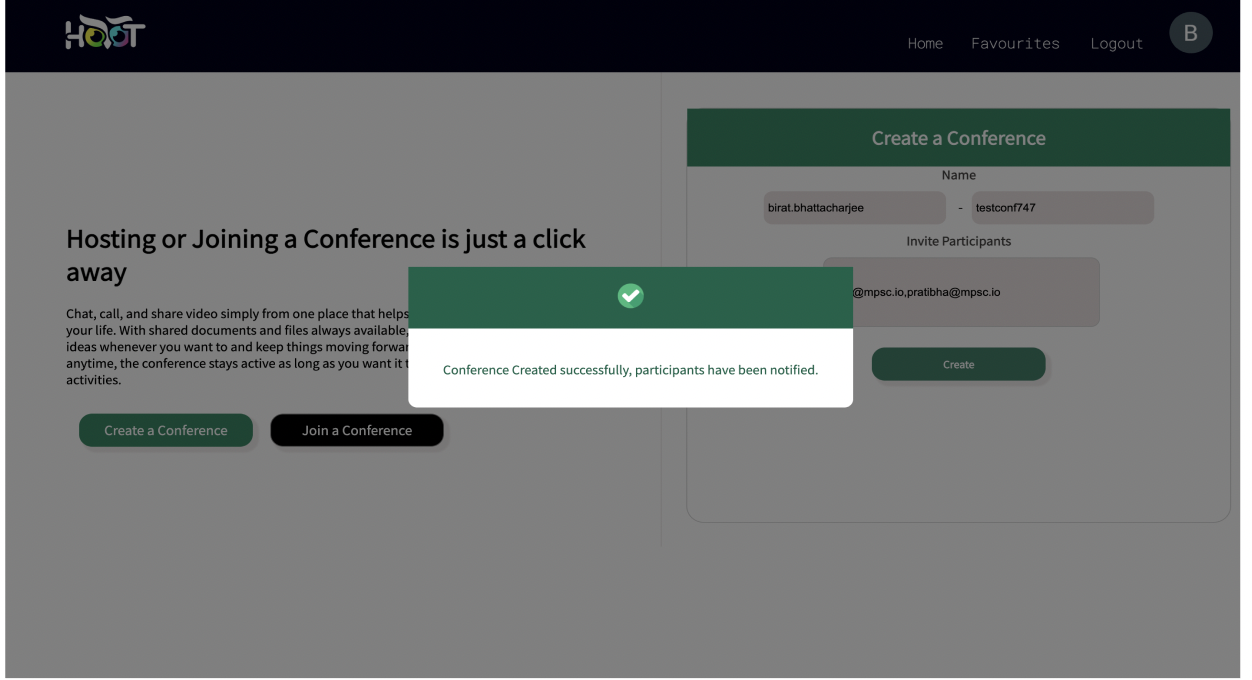 HOOT
Home Favourites Logout B
Create a Conference
Name
birat.bhattacharjee - testconf747
Invite Participants
@mpsc.io,pratibha@mpsc.io
Create
Hosting or Joining a Conference is just a click
away
Chat, call, and share video simply from one place that helps
your life. With shared documents and files always available,
ideas whenever you want to and keep things moving
anytime, the conference stays active as long as you want it
activities.
Create a Conference Join a Conference
Conference Created successfully, participants have been notified.